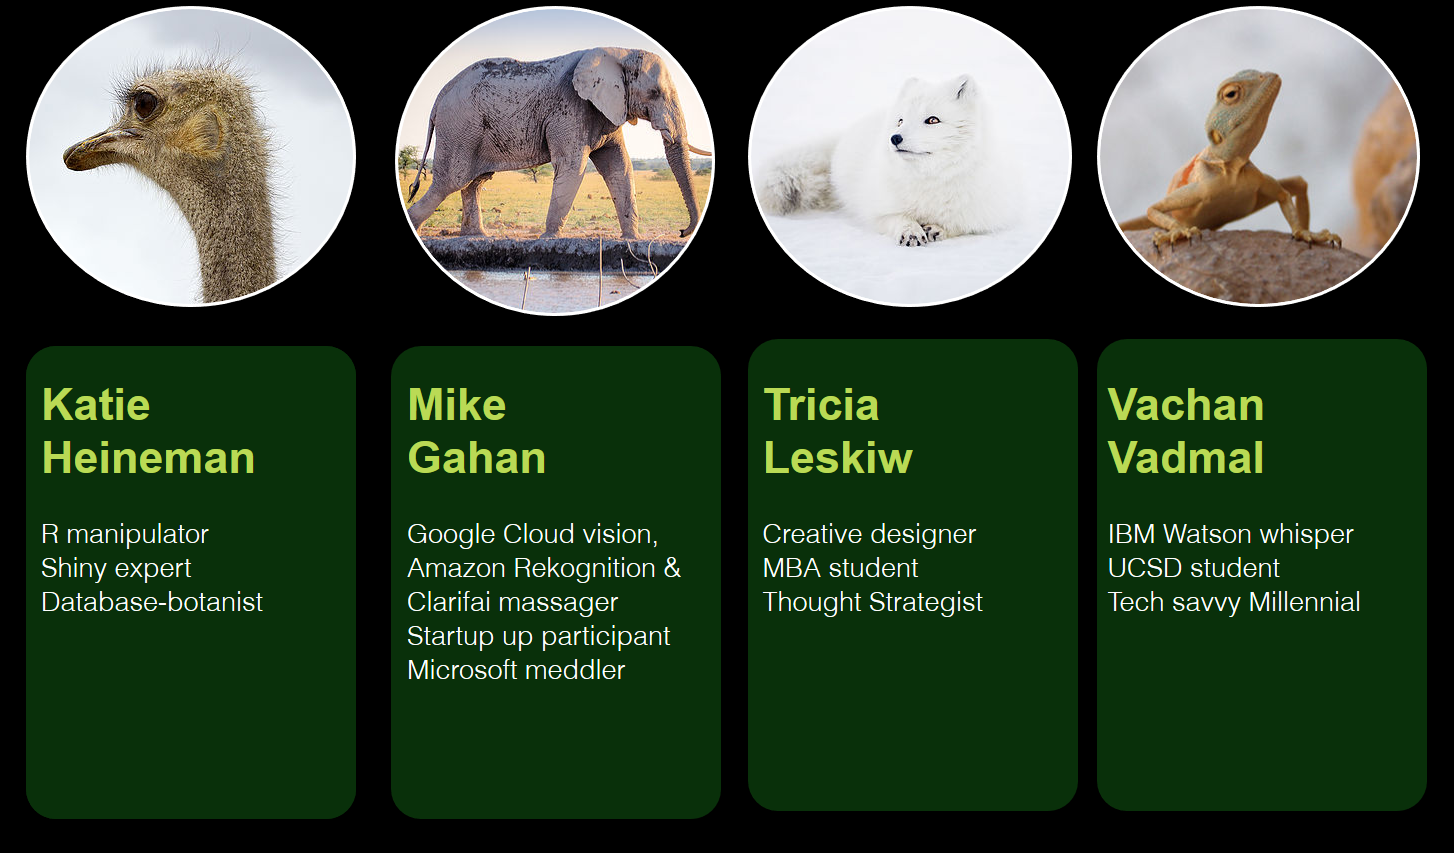 Katie
Heineman
R manipulator
Shiny expert
Database-botanist
Mike
Gahan
Google Cloud vision,
Amazon Rekognition &
Clarifai massager
Startup up participant
Microsoft meddler
Tricia
Leskiw
Creative designer
MBA student
Thought Strategist
Vachan
Vadmal
IBM Watson whisper
UCSD student
Tech savvy Millennial